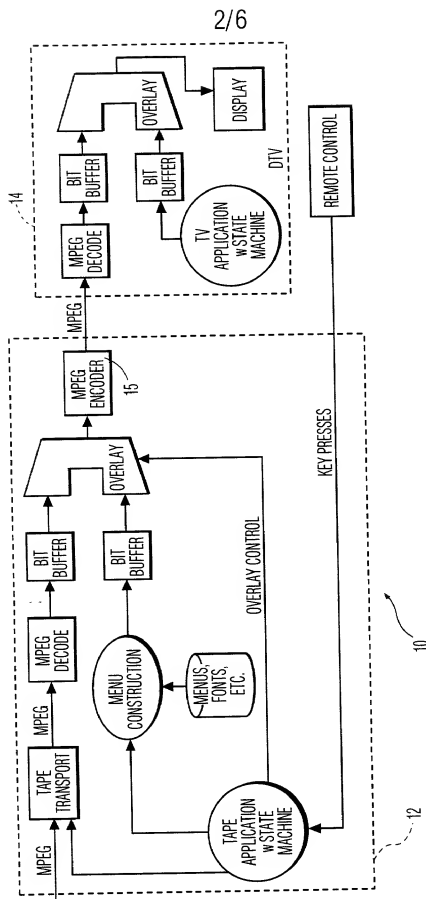 2/6
14
MPEG
DECODE
BIT
BUFFER
BIT
BUFFER
OVERLAY
DISPLAY
TV
APPLICATION
w STATE
MACHINE
DTV
REMOTE CONTROL
MPEG
TAPE
TRANSPORT
MPEG
MPEG
DECODE
BIT
BUFFER
BIT
BUFFER
OVERLAY
MPEG
ENCODER
15
MPEG
MENU
CONSTRUCTION
MENUS,
FONTS,
ETC.
OVERLAY CONTROL
TAPE
APPLICATION
w STATE
MACHINE
KEY PRESSES
12
10